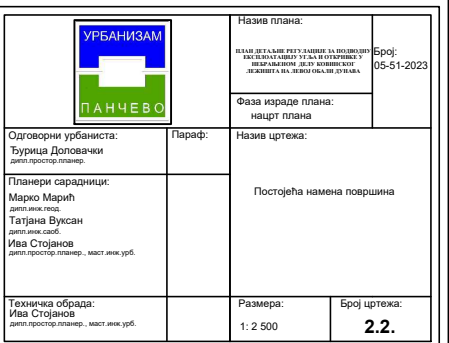 УРБАНИЗАМ
ПАНЧЕВО
Назив плана:
ПЛАН ДЕТАЉНЕ РЕГУЛАЦИЈЕ ЗА ПОДВОДНУ
ЕКСПЛОАТАЦИЈУ УГЉА И ОТКРИВКЕ У
НЕБРАЊЕНОМ ДЕЛУ КОВИНСКОГ
ЛЕЖИШТА НА ЛЕВОЈ ОБАЛИ ДУНАВА
Број:
05-51-2023
Фаза израде плана:
нацрт плана
Одговорни урбаниста:
Ђурица Доловачки
дипл.простор.планер.
Параф:
Назив цртежа:
Постојећа намена површина
Планери сарадници:
Марко Марић
дипл.инж.геод.
Татјана Вуксан
дипл.инж.саоб.
Ива Стојанов
дипл.простор.планер., маст.инж.урб.
Техничка обрада:
Ива Стојанов
дипл.простор.планер., маст.инж.урб.
Размера:
1: 2 500
Број цртежа:
2.2.